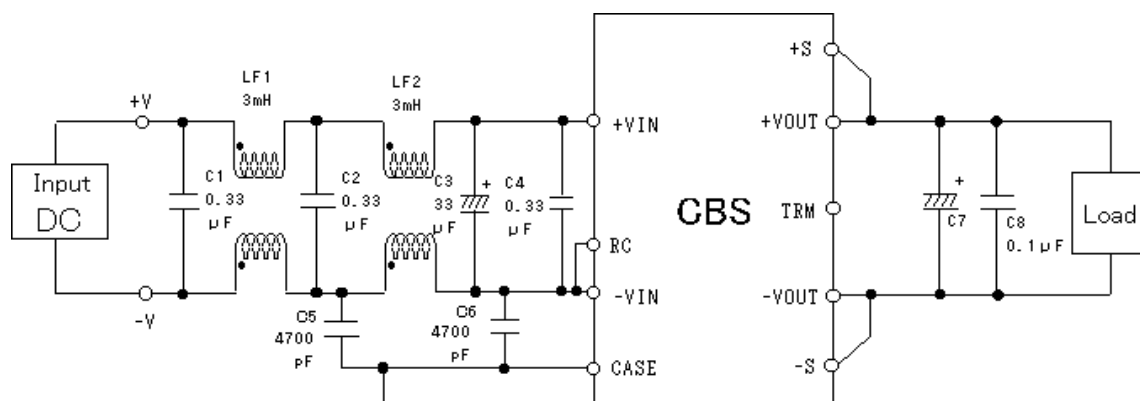 LF1
3mH
LF2
3mH
+V
Input
DC
-V
C1
0.33
μF
C2
0.33
μF
C3
33
μF
+
C4
0.33
μF
C5
4700
pF
C6
4700
pF
+VIN
RC
-VIN
CASE
CBS
+S
+VOUT
TRM
-VOUT
-S
+
C7
C8
0.1μF
Load